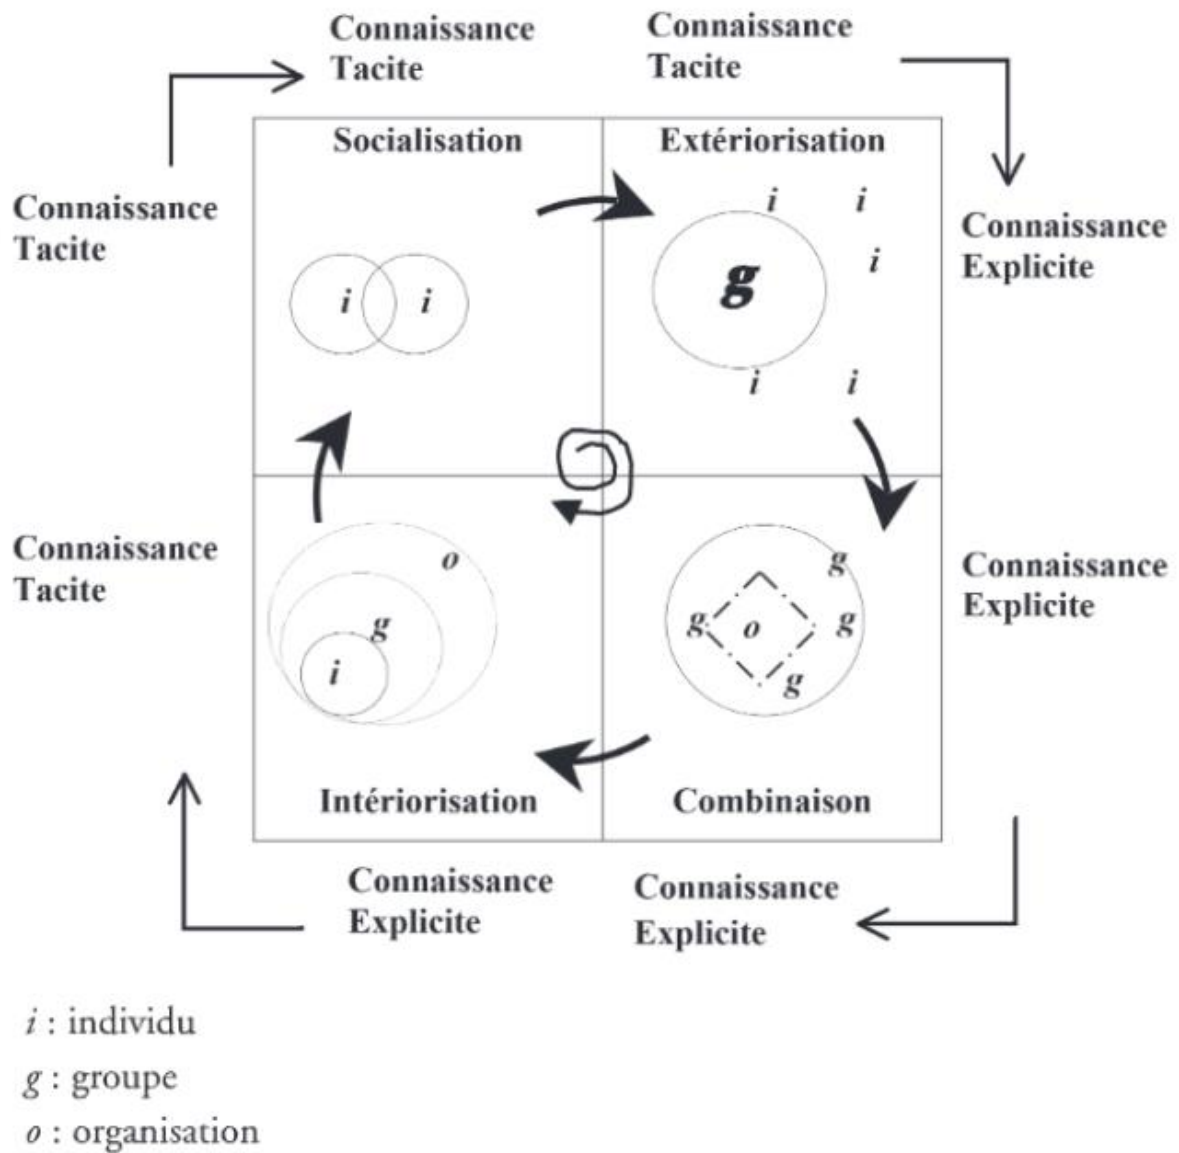 Connaissance
Tacite
Connaissance
Tacite
Socialisation
Extériorisation
Connaissance
Tacite
Connaissance
Explicite
i
i
i
i
i
g
i
i
Connaissance
Tacite
Connaissance
Explicite
o
g
i
g
g
o
g
g
Intériorisation
Combinaison
Connaissance
Explicite
Connaissance
Explicite
i : individu
g : groupe
o : organisation